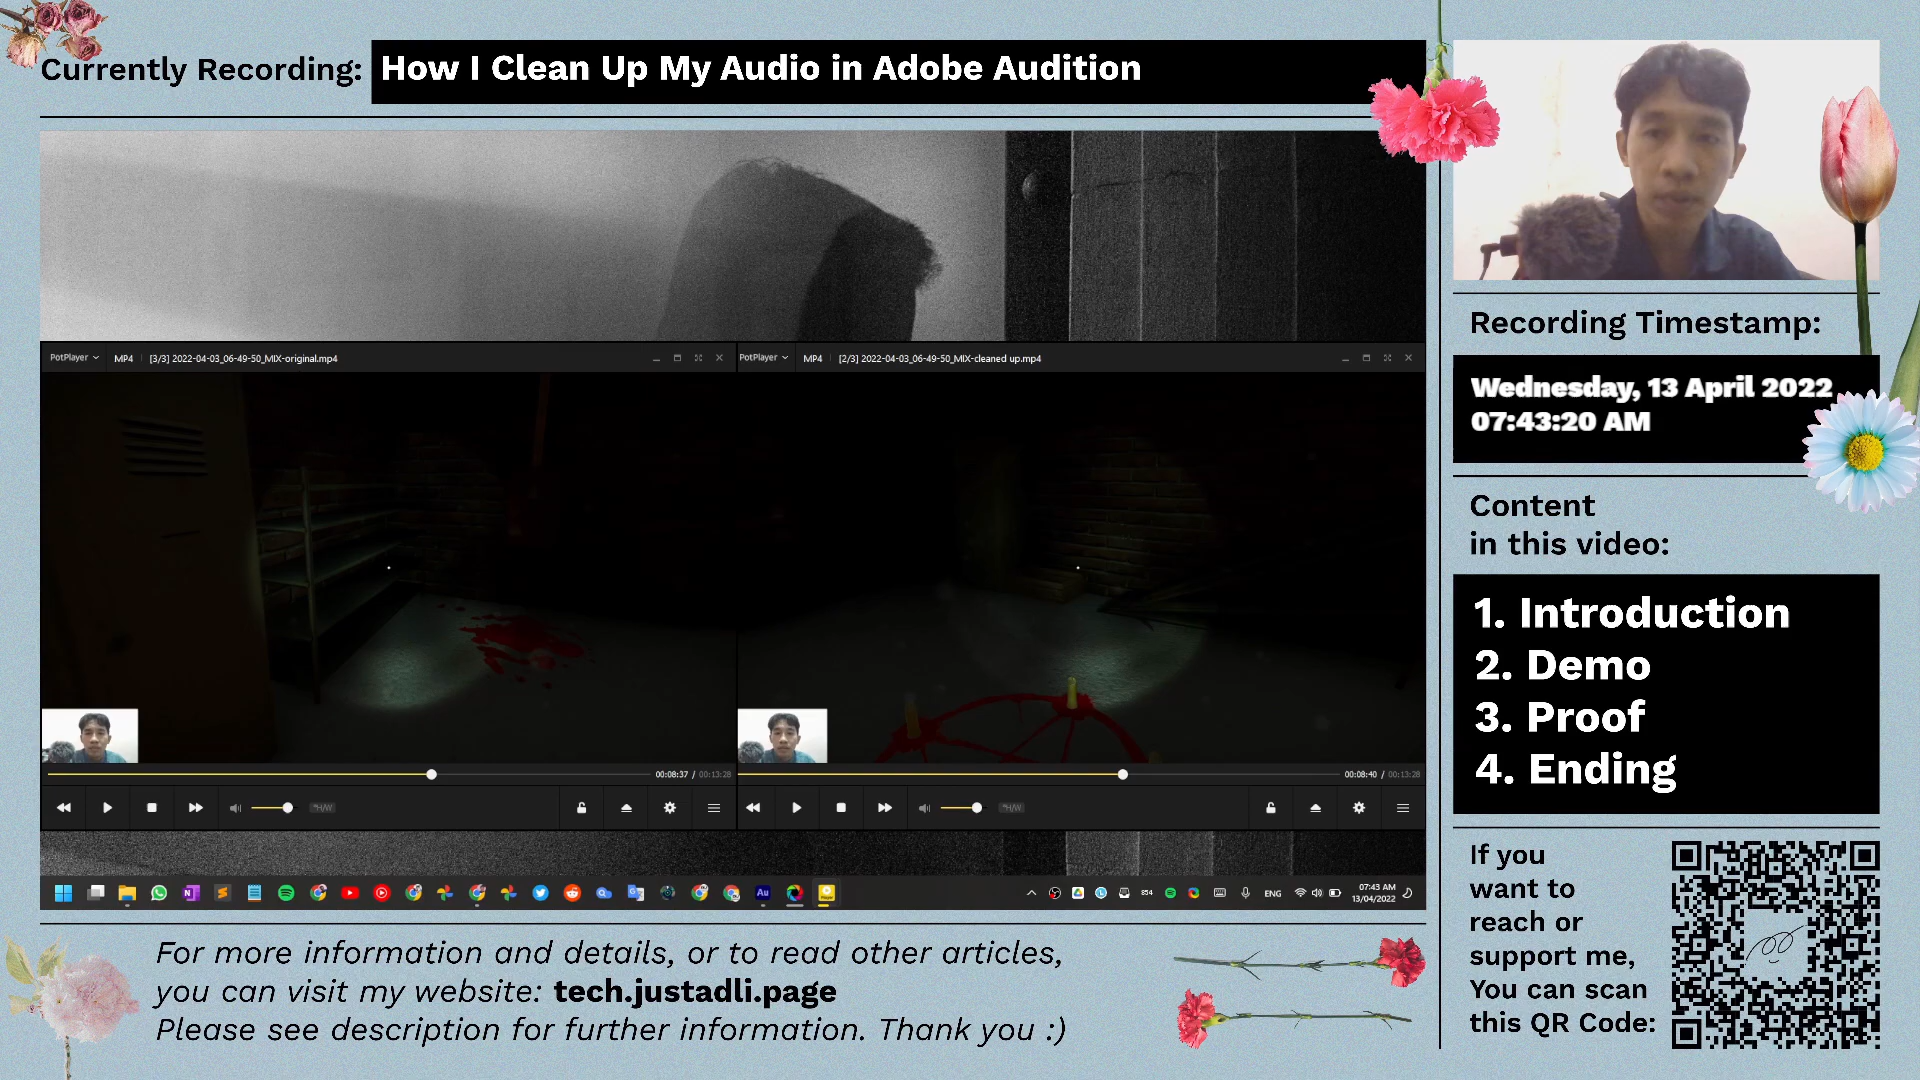 Currently Recording: How I Clean Up My Audio in Adobe Audition
PotPlayer MP4 [3/3] 2022-04-03_06-49-50_MIX-original.mp4
PotPlayer MP4 [2/3] 2022-04-03_06-49-50_MIX-cleaned up.mp4
00:08:37 / 00:13:28
H/W
00:08:40 / 00:13:28
H/W
Au
854
ENG
07:43 AM
13/04/2022
Recording Timestamp:
Wednesday, 13 April 2022
07:43:20 AM
Content
in this video:
1. Introduction
2. Demo
3. Proof
4. Ending
If you
want to
reach or
support me,
You can scan
this QR Code:
For more information and details, or to read other articles,
you can visit my website: tech.justadli.page
Please see description for further information. Thank you :)